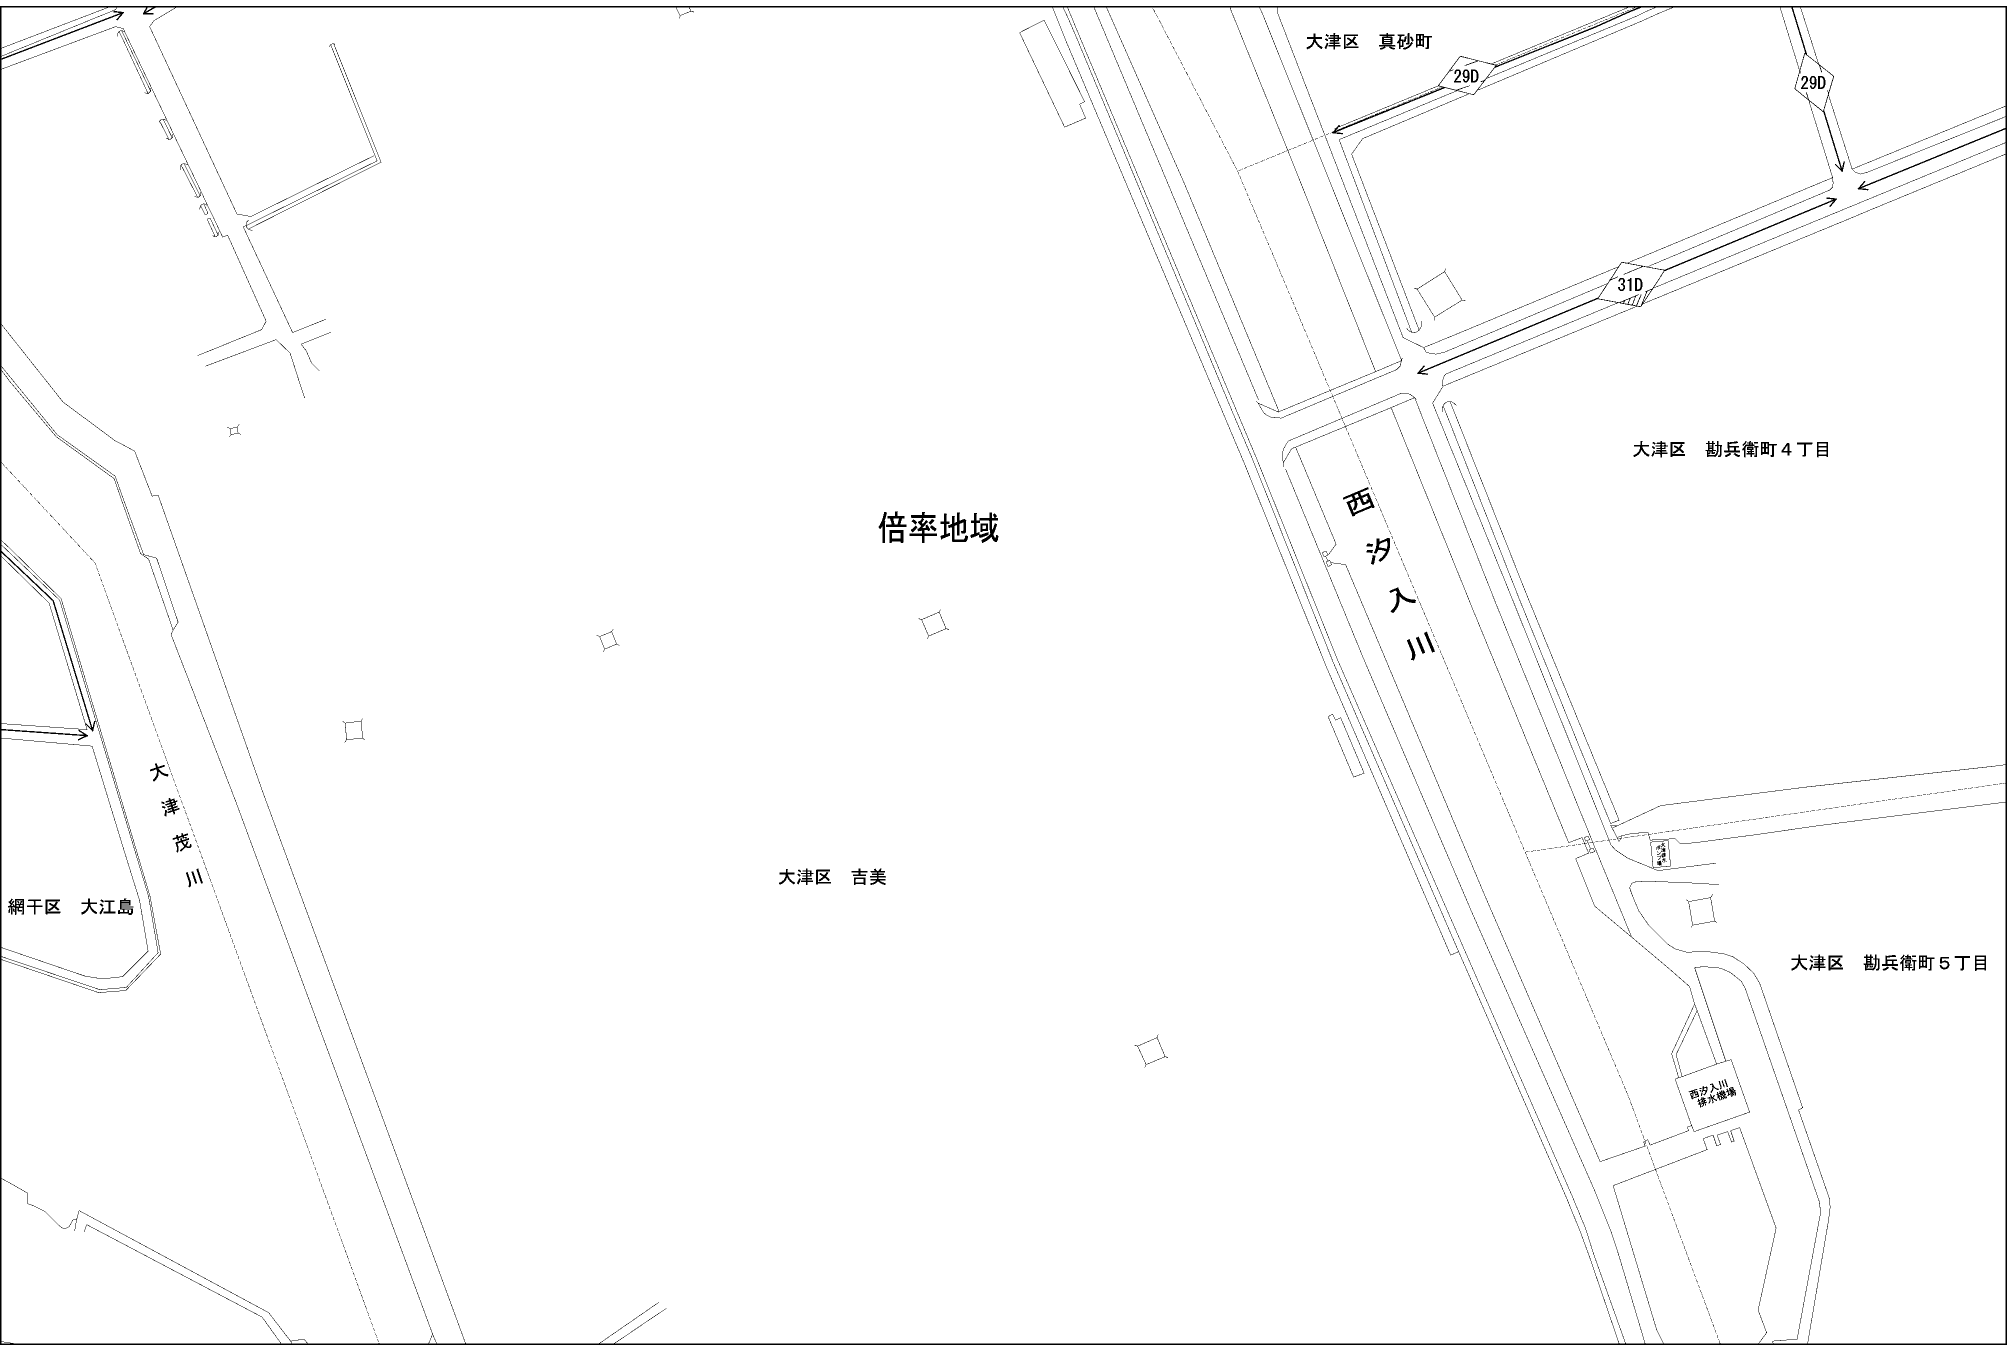 大津区　真砂町
29D
29D
31D
大津区　勘兵衛町４丁目
西汐入川
倍率地域
大津茂川
大津区　吉美
網干区　大江島
大津区　勘兵衛町５丁目
西汐入川
排水機場